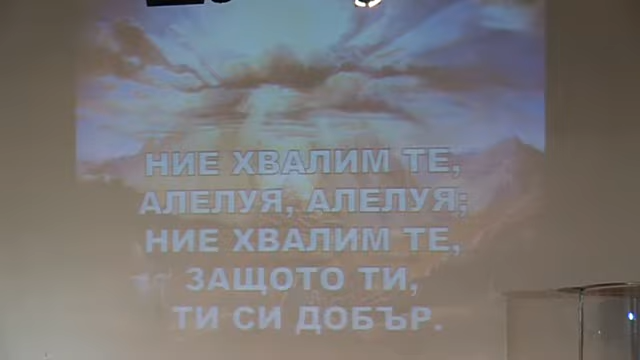 НИЕ ХВАЛИМ ТЕ,
АЛЕЛУЯ, АЛЕЛУЯ;
НИЕ ХВАЛИМ ТЕ,
ЗАЩОТО ТИ,
ТИ СИ ДОБЪР.